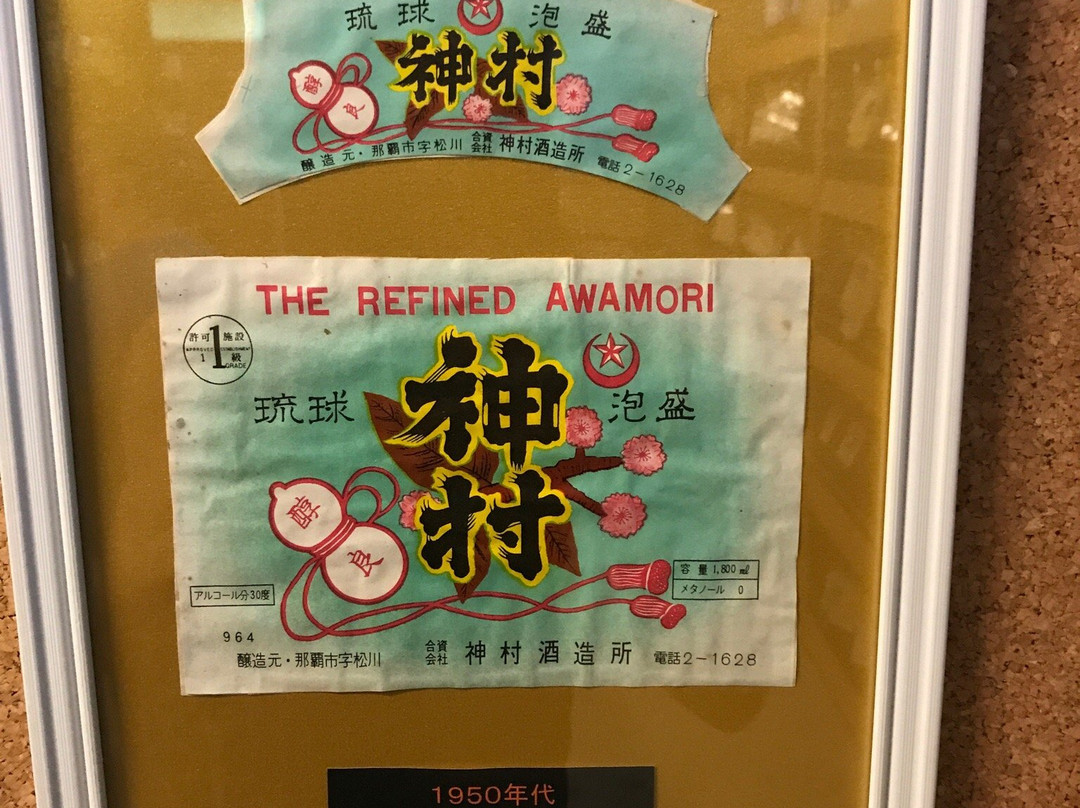 琉球 泡盛
神村
醇良
醸造元・那覇市字松川 合資会社 神村酒造所 電話2-1628
THE REFINED AWAMORI
許可 1 施設
1 級
GRADE
琉球 泡盛
神村
醇良
アルコール分30度
容量 1,800ml
メタノール 0
964
醸造元・那覇市字松川 合資会社 神村酒造所 電話2-1628
1950年代